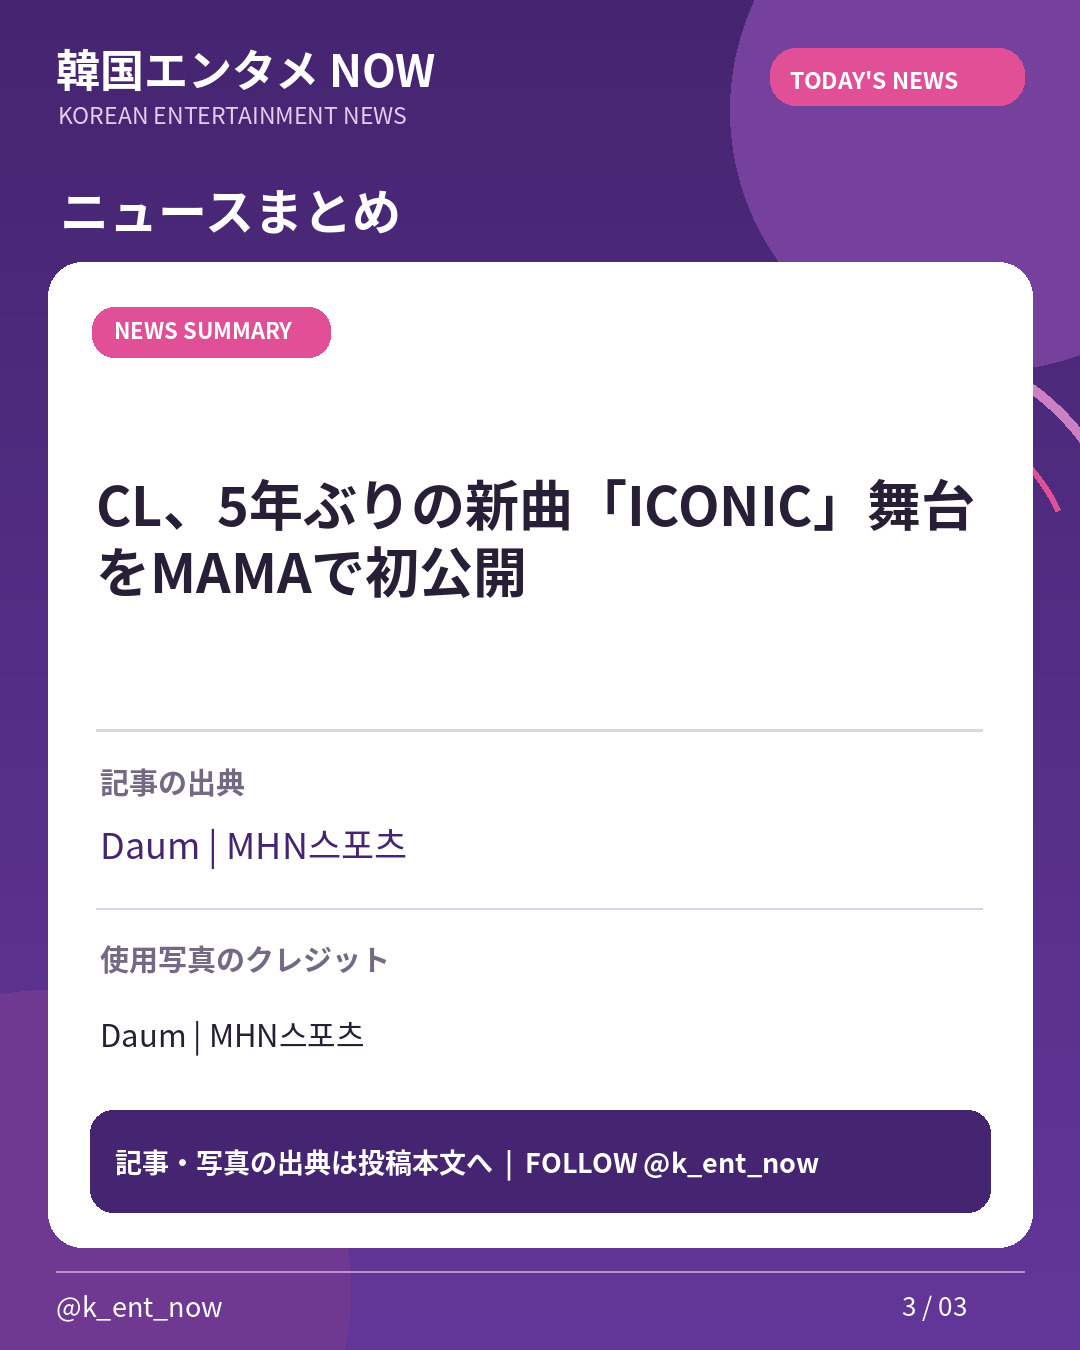 韓国エンタメ NOW
KOREAN ENTERTAINMENT NEWS
TODAY'S NEWS
ニュースまとめ
NEWS SUMMARY
CL、5年ぶりの新曲「ICONIC」舞台
をMAMAで初公開
記事の出典
Daum | MHN스포츠
使用写真のクレジット
Daum | MHN스포츠
記事・写真の出典は投稿本文へ | FOLLOW @k_ent_now
@k_ent_now
3 / 03